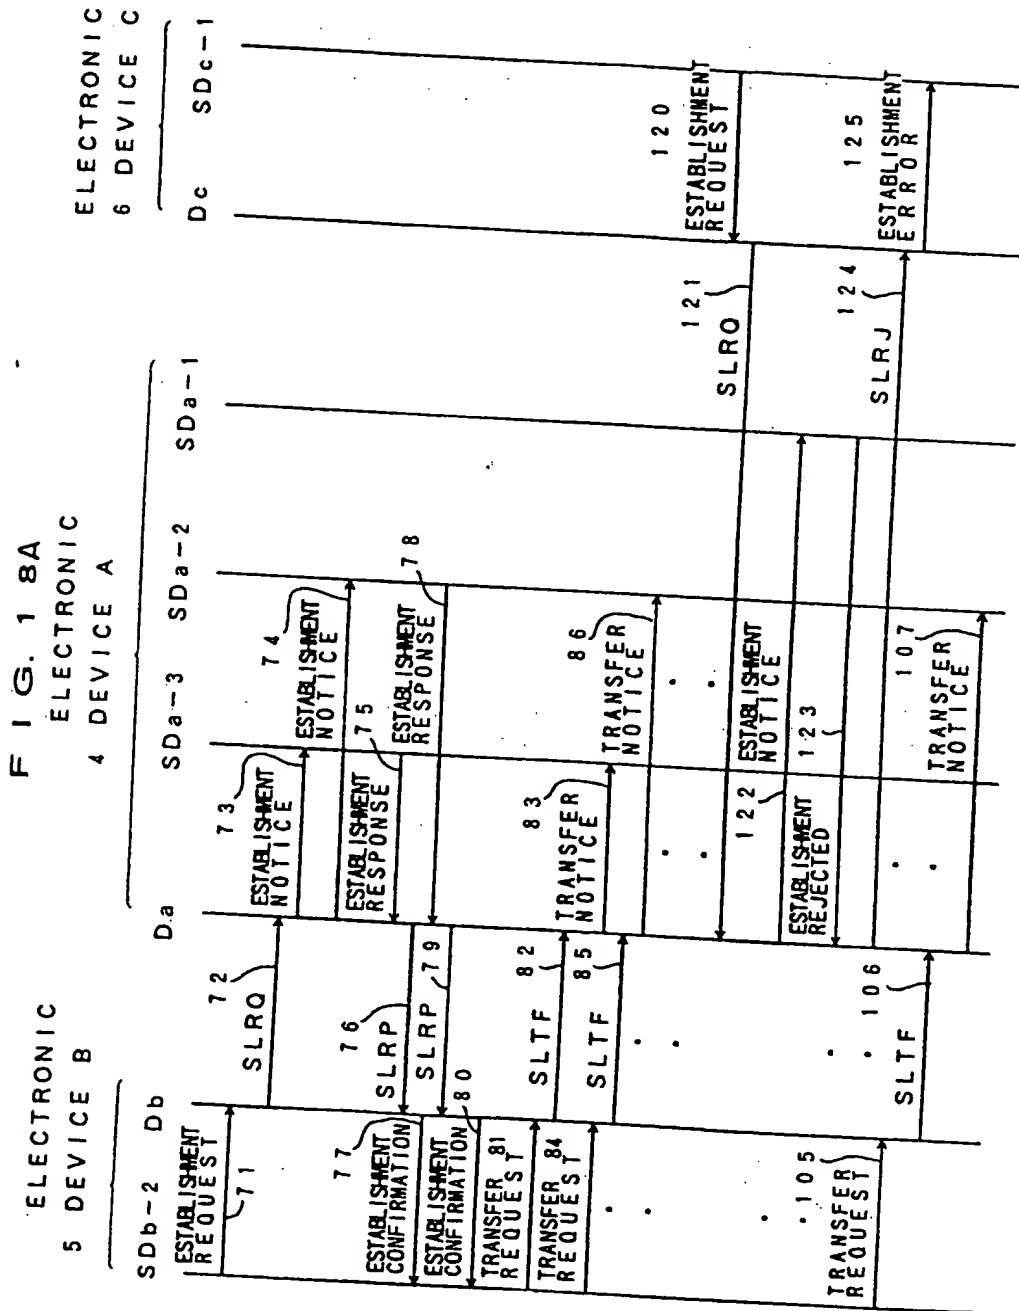 FIG. 18A
ELECTRONIC
5 DEVICE B
ELECTRONIC
4 DEVICE A
ELECTRONIC
6 DEVICE C
SDb-2
Db
Da
SDa-3
SDa-2
SDa-1
Dc
SDc-1
ESTABLISHMENT
REQUEST
71
72
SLRQ
73
ESTABLISHMENT
NOTICE
74
ESTABLISHMENT
NOTICE
75
ESTABLISHMENT
RESPONSE
76
SLRP
77
ESTABLISHMENT
CONFIRMATION
78
ESTABLISHMENT
RESPONSE
79
SLRP
80
ESTABLISHMENT
CONFIRMATION
TRANSFER 81
REQUEST
82
SLTF
83
TRANSFER
NOTICE
TRANSFER 84
REQUEST
85
SLTF
86
TRANSFER
NOTICE
120
ESTABLISHMENT
REQUEST
121
SLRQ
122
ESTABLISHMENT
NOTICE
123
ESTABLISHMENT
REJECTED
124
SLRJ
125
ESTABLISHMENT
ERROR
105
TRANSFER
REQUEST
106
SLTF
107
TRANSFER
NOTICE